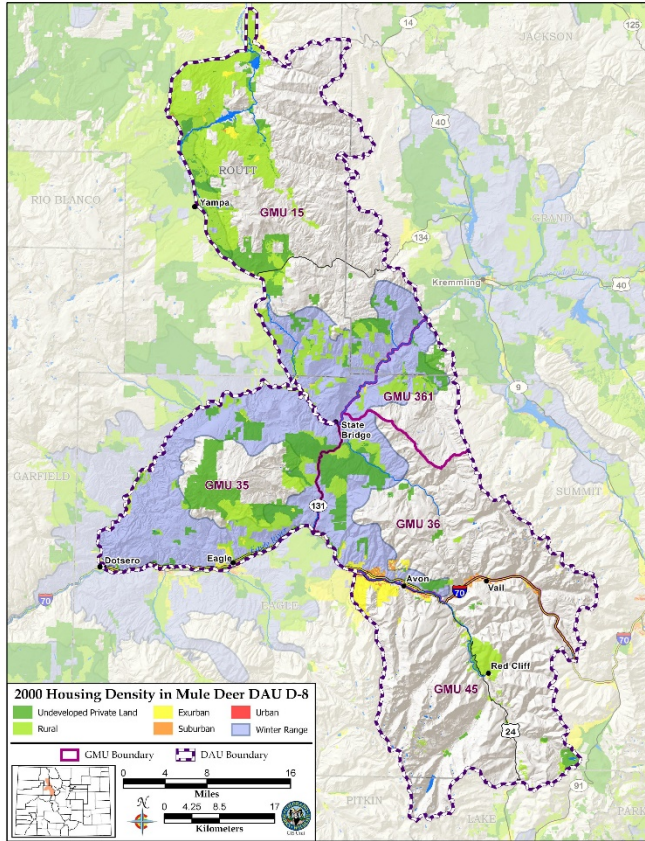 14
JACKSON
125
40
ROUTT
RIO BLANCO
Yampa
GMU 15
GRAND
134
Kremmling
40
9
GMU 361
State
Bridge
GARFIELD
GMU 35
SUMMIT
GMU 36
131
Dotsero
Eagle
Avon
70
Vail
70
EAGLE
70
Red Cliff
GMU 45
24
91
PITKIN
LAKE
PARK
2000 Housing Density in Mule Deer DAU D-8
Undeveloped Private Land
Exurban
Urban
Rural
Suburban
Winter Range
GMU Boundary
DAU Boundary
0 4 8 16
Miles
N
0 4.25 8.5 17
Kilometers